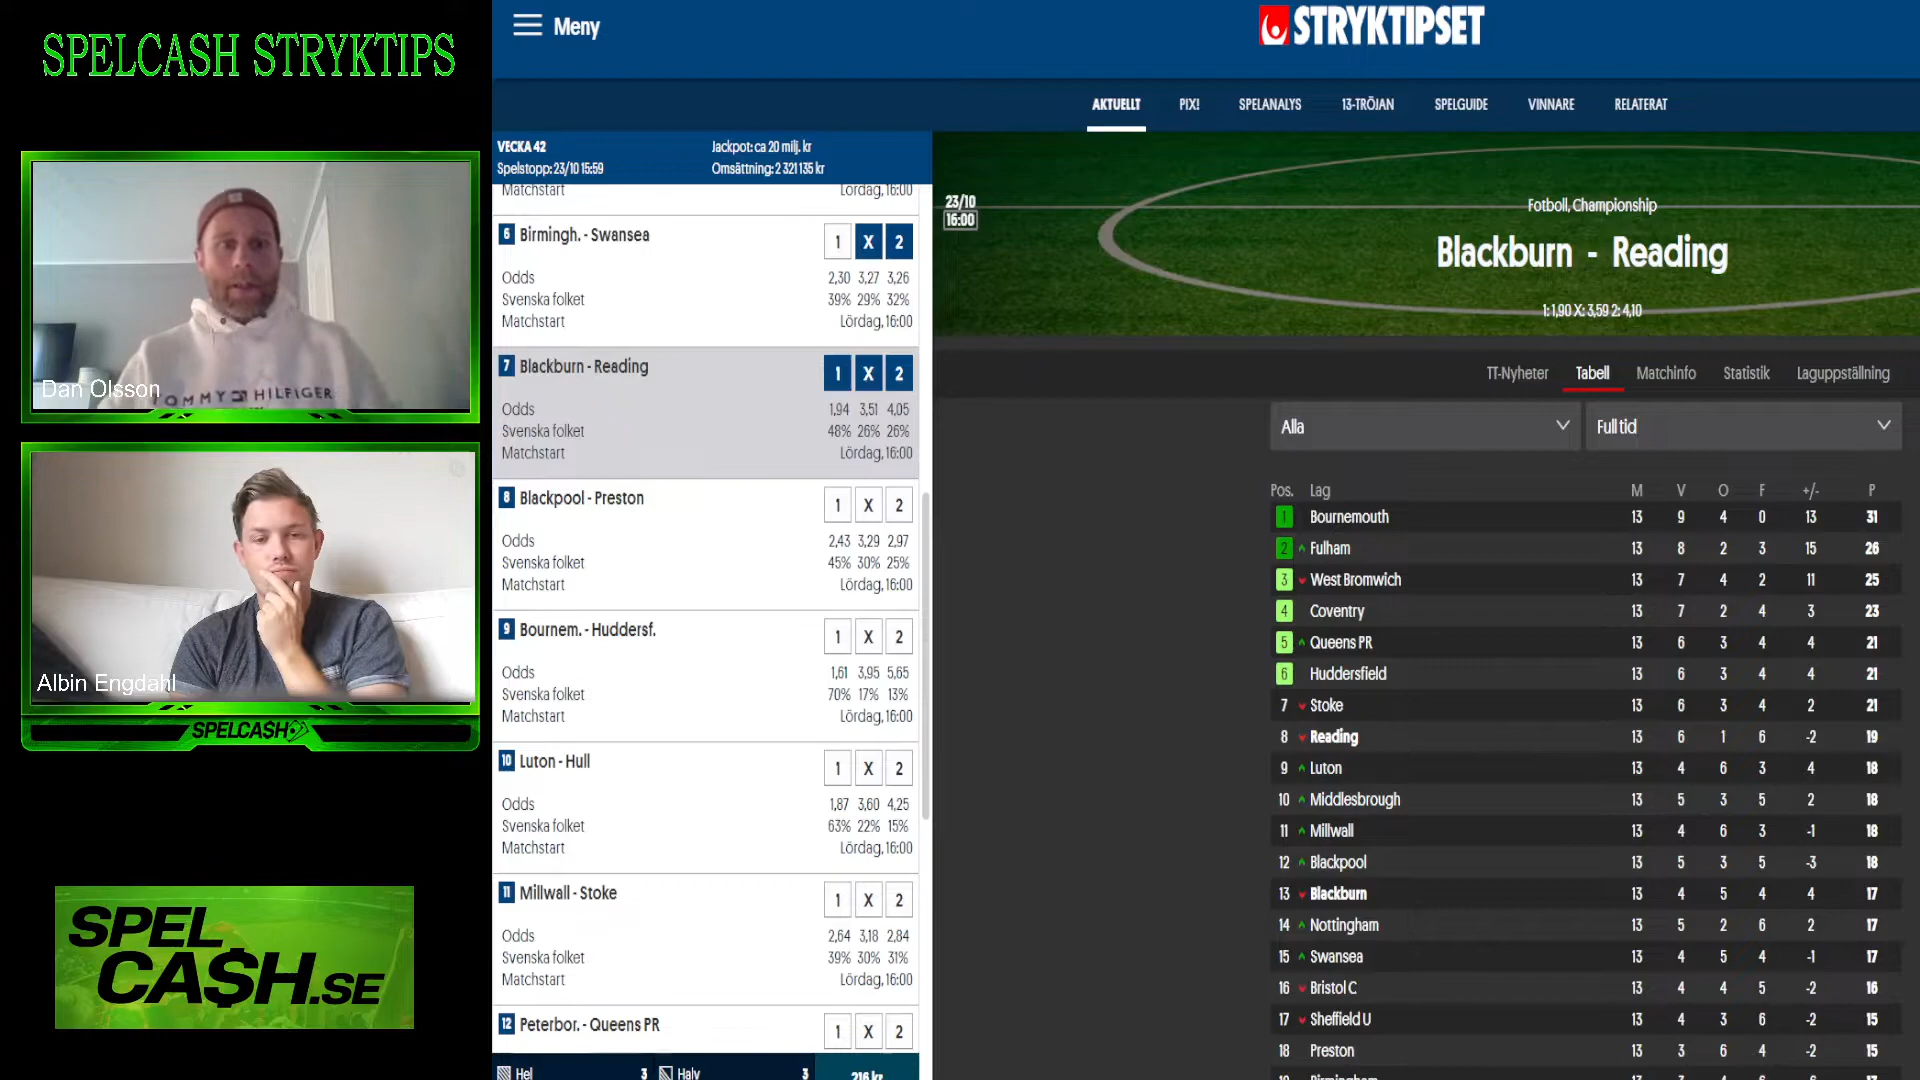 SPELCASH STRYKTIPS
Dan Olsson
TOMMY HILFIGER
Albin Engdahl
SPELCA$H
SPEL
CA$H.SE
Meny
STRYKTIPSET
AKTUELLT PIX! SPELANALYS 13-TRÖJAN SPELGUIDE VINNARE RELATERAT
VECKA 42 Jackpot: ca 20 milj. kr
Spelstopp: 23/10 15:59 Omsättning: 2 321 135 kr
Matchstart Lördag, 16:00
6 Birmingh. - Swansea 1 X 2
Odds 2,30 3,27 3,26
Svenska folket 39% 29% 32%
Matchstart Lördag, 16:00
7 Blackburn - Reading 1 X 2
Odds 1,94 3,51 4,05
Svenska folket 48% 26% 26%
Matchstart Lördag, 16:00
8 Blackpool - Preston 1 X 2
Odds 2,43 3,29 2,97
Svenska folket 45% 30% 25%
Matchstart Lördag, 16:00
9 Bournem. - Huddersf. 1 X 2
Odds 1,61 3,95 5,65
Svenska folket 70% 17% 13%
Matchstart Lördag, 16:00
10 Luton - Hull 1 X 2
Odds 1,87 3,60 4,25
Svenska folket 63% 22% 15%
Matchstart Lördag, 16:00
11 Millwall - Stoke 1 X 2
Odds 2,64 3,18 2,84
Svenska folket 39% 30% 31%
Matchstart Lördag, 16:00
12 Peterbor. - Queens PR 1 X 2
Hel 3 Halv 3 216 kr
23/10
16:00
Fotboll, Championship
Blackburn - Reading
1: 1,90 X: 3,59 2: 4,10
TT-Nyheter Tabell Matchinfo Statistik Laguppställning
Alla Full tid
Pos. Lag M V O F +/- P
1 Bournemouth 13 9 4 0 13 31
2 Fulham 13 8 2 3 15 26
3 West Bromwich 13 7 4 2 11 25
4 Coventry 13 7 2 4 3 23
5 Queens PR 13 6 3 4 4 21
6 Huddersfield 13 6 3 4 4 21
7 Stoke 13 6 3 4 2 21
8 Reading 13 6 1 6 -2 19
9 Luton 13 4 6 3 4 18
10 Middlesbrough 13 5 3 5 2 18
11 Millwall 13 4 6 3 -1 18
12 Blackpool 13 5 3 5 -3 18
13 Blackburn 13 4 5 4 4 17
14 Nottingham 13 5 2 6 2 17
15 Swansea 13 4 5 4 -1 17
16 Bristol C 13 4 4 5 -2 16
17 Sheffield U 13 4 3 6 -2 15
18 Preston 13 3 6 4 -2 15